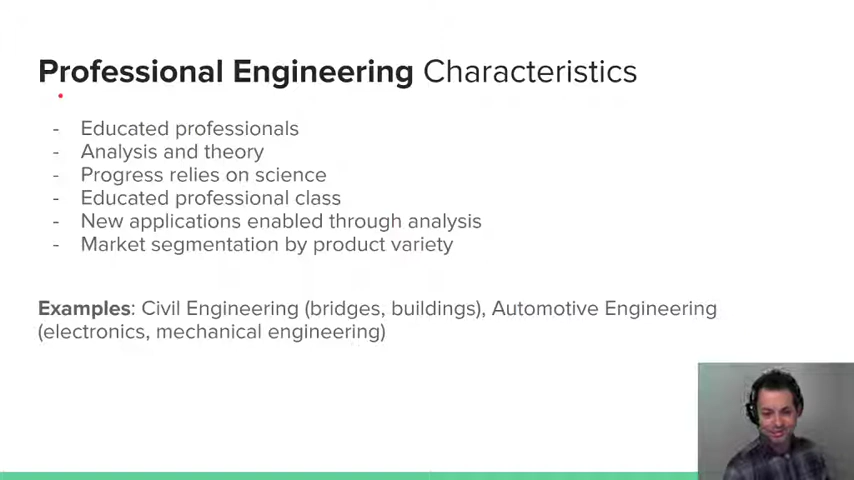 Professional Engineering Characteristics
- Educated professionals
- Analysis and theory
- Progress relies on science
- Educated professional class
- New applications enabled through analysis
- Market segmentation by product variety
Examples: Civil Engineering (bridges, buildings), Automotive Engineering
(electronics, mechanical engineering)